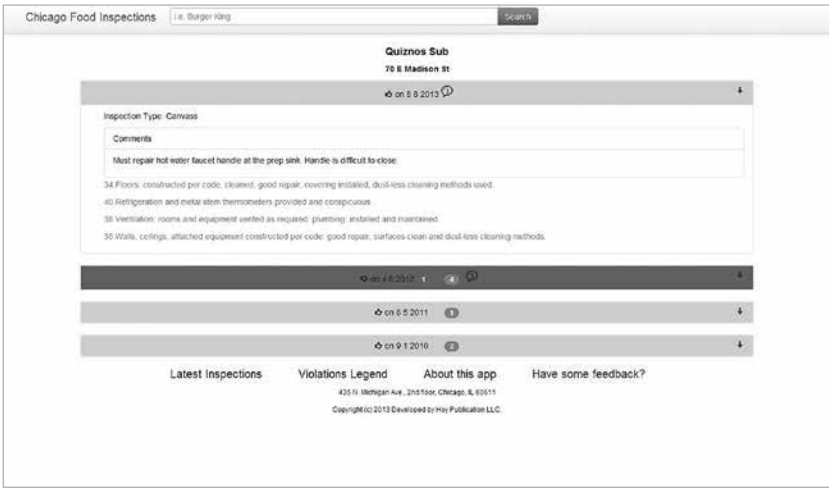 Chicago Food Inspections i.e. Burger King Search
Quiznos Sub
70 E Madison St
on 8 8 2013
Inspection Type: Canvass
Comments
Must repair hot water faucet handle at the prep sink. Handle is difficult to close.
34.Floors: constructed per code, cleaned, good repair, covering installed, dust-less cleaning methods used.
40.Refrigeration and metal stem thermometers provided and conspicuous.
38.Ventilation: rooms and equipment vented as required: plumbing: installed and maintained
35.Walls, ceilings, attached equipment constructed per code: good repair, surfaces clean and dust-less cleaning methods.
on 2012 1 4
on 8 5 2011 1
on 9 1 2010 2
Latest Inspections Violations Legend About this app Have some feedback?
435 N. Michigan Ave., 2nd floor, Chicago, IL 60611
Copyright (c) 2013 Developed by Hoy Publication LLC.